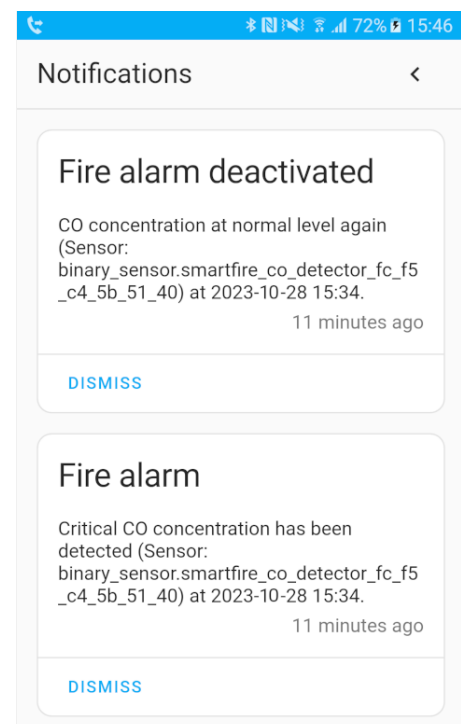 72% 15:46
Notifications
Fire alarm deactivated
CO concentration at normal level again
(Sensor:
binary_sensor.smartfire_co_detector_fc_f5
_c4_5b_51_40) at 2023-10-28 15:34.
11 minutes ago
DISMISS
Fire alarm
Critical CO concentration has been
detected (Sensor:
binary_sensor.smartfire_co_detector_fc_f5
_c4_5b_51_40) at 2023-10-28 15:34.
11 minutes ago
DISMISS